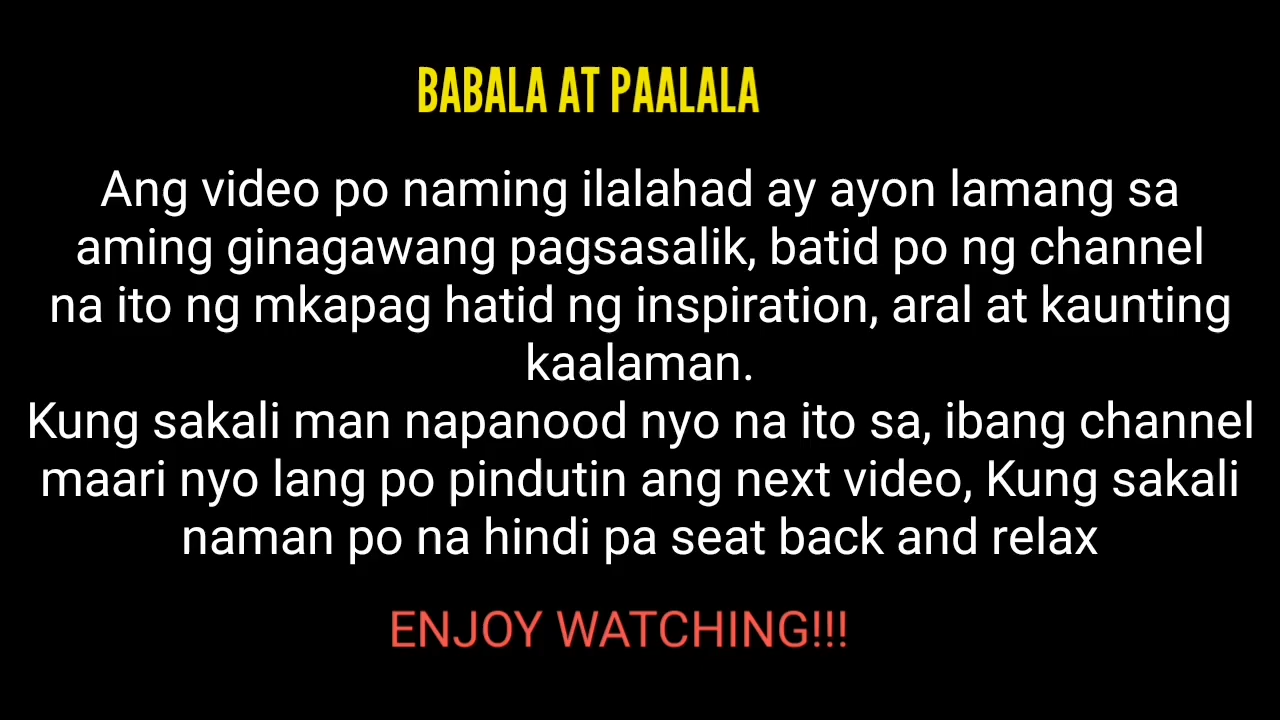 BABALA AT PAALALA
Ang video po naming ilalahad ay ayon lamang sa
aming ginagawang pagsasalik, batid po ng channel
na ito ng mkapag hatid ng inspiration, aral at kaunting
kaalaman.
Kung sakali man napanood nyo na ito sa, ibang channel
maari nyo lang po pindutin ang next video, Kung sakali
naman po na hindi pa seat back and relax
ENJOY WATCHING!!!